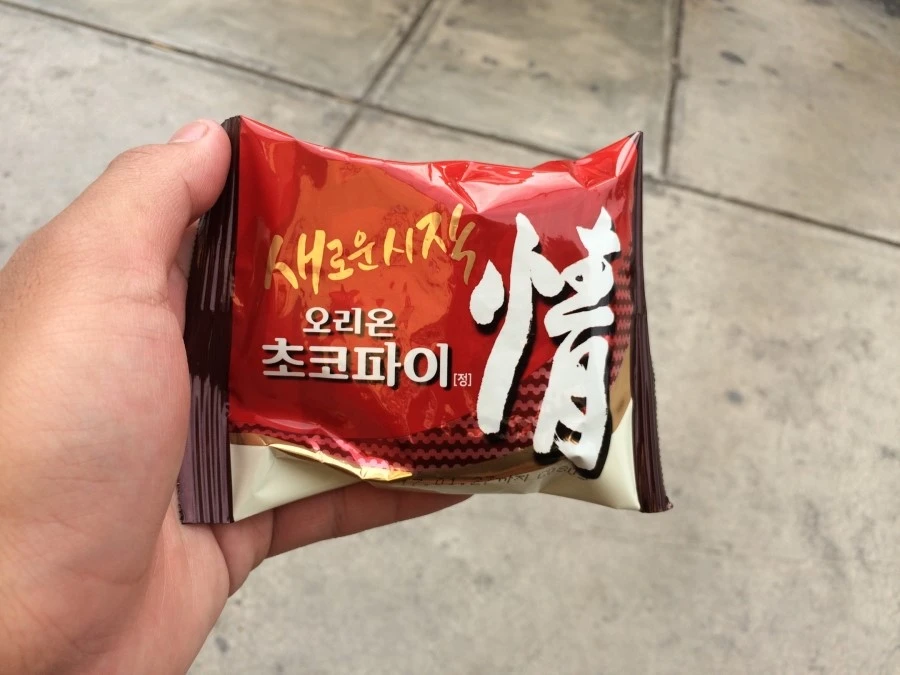 새로운시작
오리온
초코파이
[정]
情